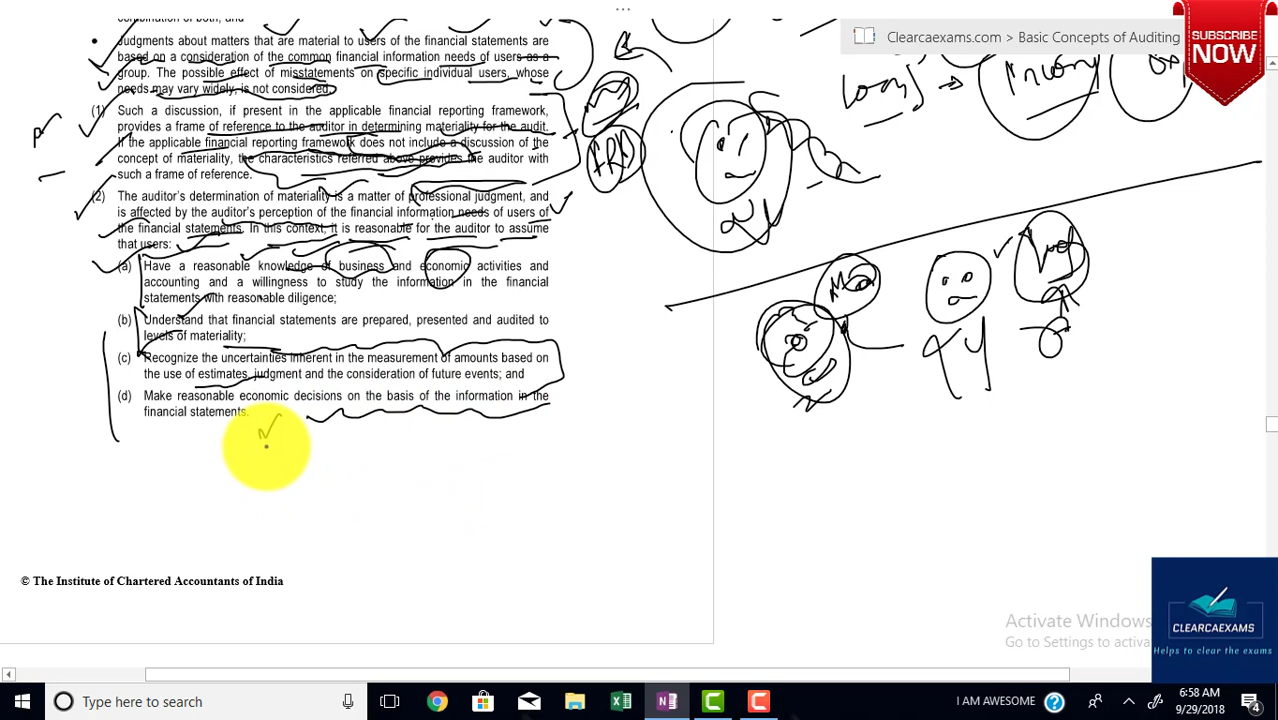 combination of both; and
• Judgments about matters that are material to users of the financial statements are
based on a consideration of the common financial information needs of users as a
group. The possible effect of misstatements on specific individual users, whose
needs may vary widely, is not considered.
(1) Such a discussion, if present in the applicable financial reporting framework,
provides a frame of reference to the auditor in determining materiality for the audit.
If the applicable financial reporting framework does not include a discussion of the
concept of materiality, the characteristics referred above provides the auditor with
such a frame of reference.
(2) The auditor's determination of materiality is a matter of professional judgment, and
is affected by the auditor's perception of the financial information needs of users of
the financial statements. In this context, it is reasonable for the auditor to assume
that users:
(a) Have a reasonable knowledge of business and economic activities and
accounting and a willingness to study the information in the financial
statements with reasonable diligence;
(b) Understand that financial statements are prepared, presented and audited to
levels of materiality;
(c) Recognize the uncertainties inherent in the measurement of amounts based on
the use of estimates, judgment and the consideration of future events; and
(d) Make reasonable economic decisions on the basis of the information in the
financial statements.
© The Institute of Chartered Accountants of India
Clearcaexams.com > Basic Concepts of Auditing
SUBSCRIBE
NOW
Activate Windows
Go to Settings to activa
CLEARCAEXAMS
Helps to clear the exams
Type here to search
I AM AWESOME
6:58 AM
9/29/2018
4